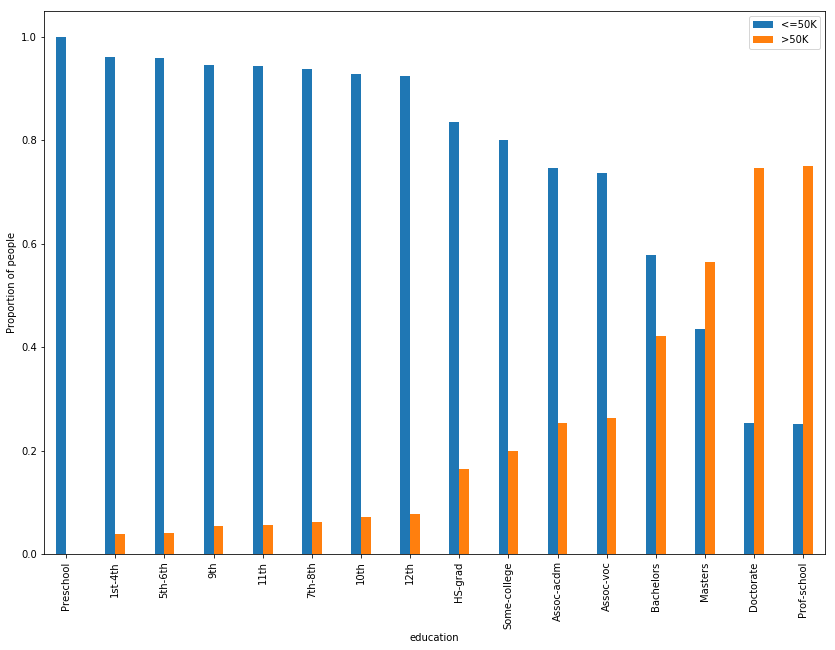 <=50K
>50K
1.0
0.8
0.6
0.4
0.2
0.0
Proportion of people
Preschool
1st-4th
5th-6th
9th
11th
7th-8th
10th
12th
HS-grad
Some-college
Assoc-acdm
Assoc-voc
Bachelors
Masters
Doctorate
Prof-school
education